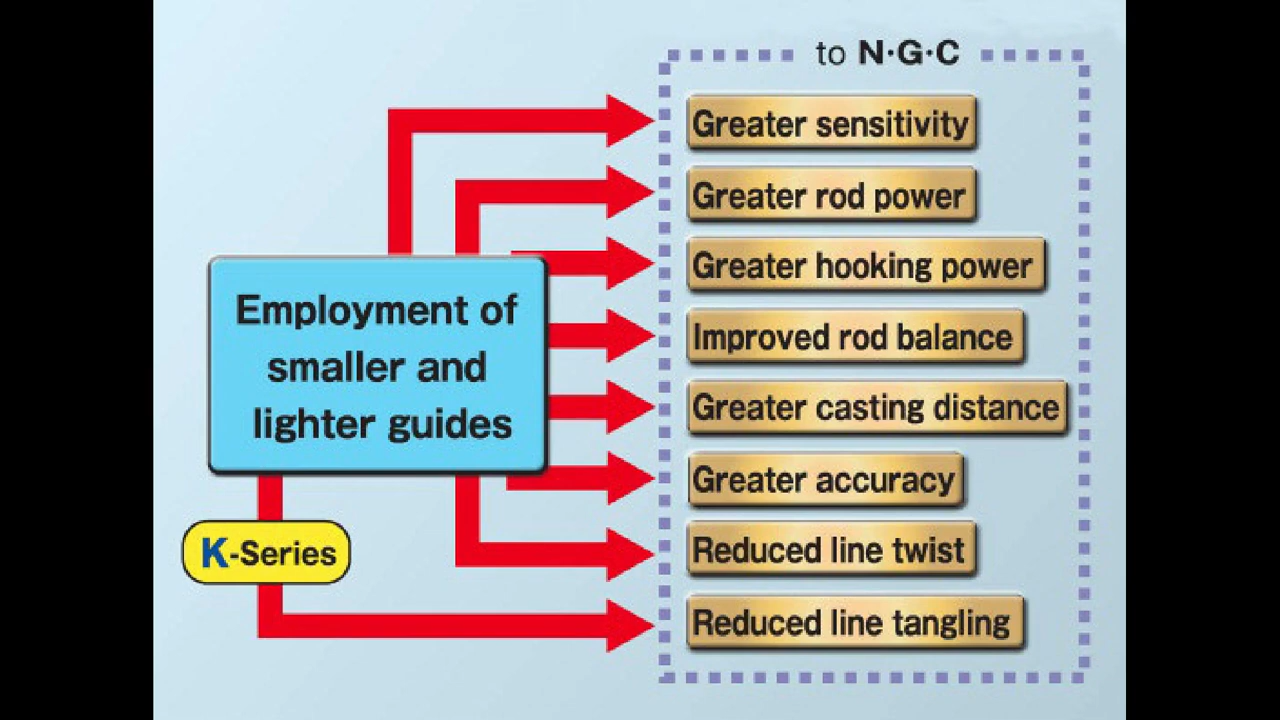 to N·G·C
Greater sensitivity
Greater rod power
Greater hooking power
Improved rod balance
Greater casting distance
Greater accuracy
Reduced line twist
Reduced line tangling
Employment of
smaller and
lighter guides
K-Series